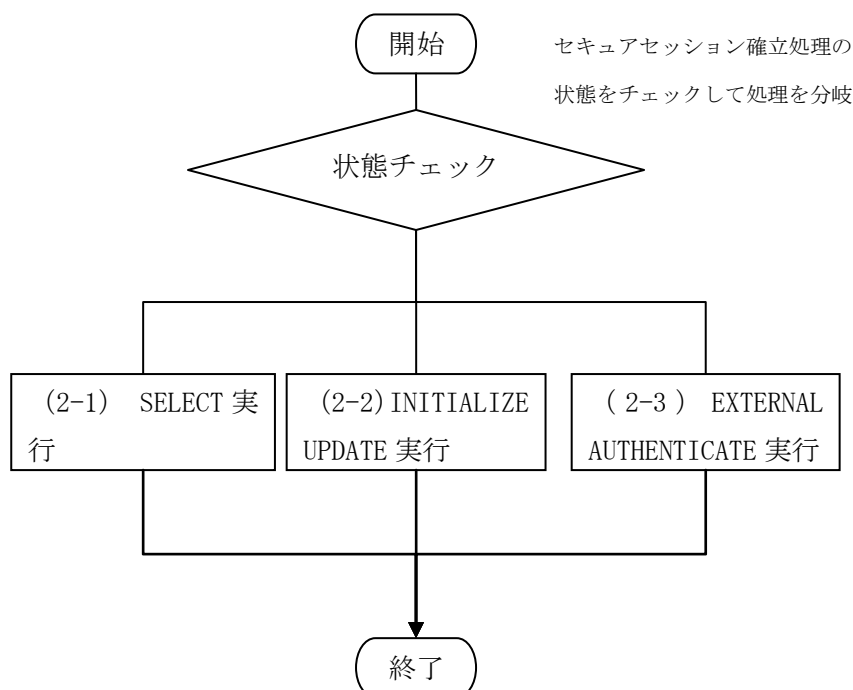 開始
セキュアセッション確立処理の
状態をチェックして処理を分岐
状態チェック
(2-1) SELECT 実
行
(2-2)INITIALIZE
UPDATE 実行
( 2-3 ) EXTERNAL
AUTHENTICATE 実行
終了